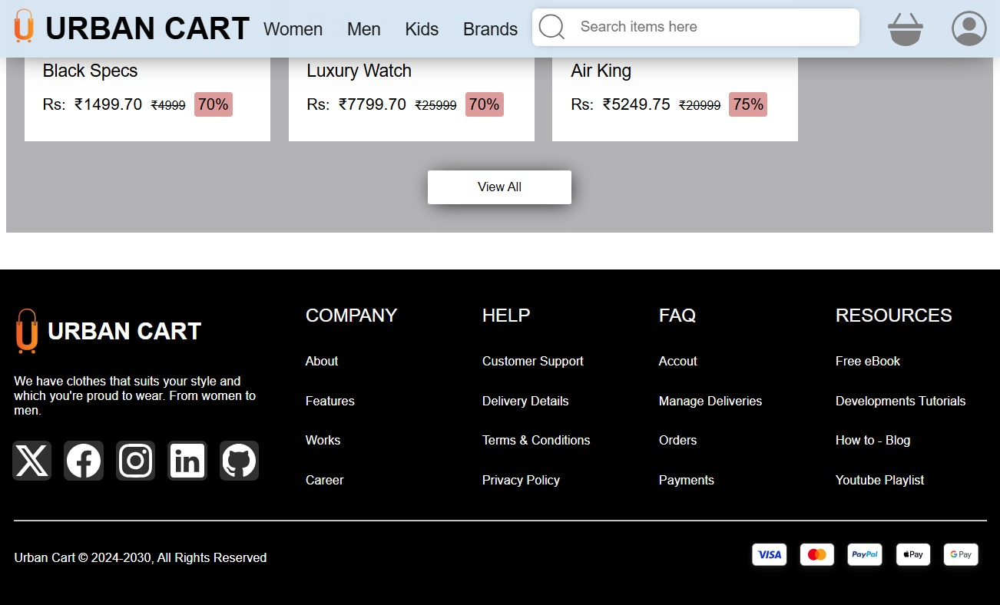 URBAN CART Women Men Kids Brands Search items here
Black Specs Luxury Watch Air King
Rs: ₹1499.70 ₹4999 70% Rs: ₹7799.70 ₹25999 70% Rs: ₹5249.75 ₹20999 75%
View All
URBAN CART
We have clothes that suits your style and
which you're proud to wear. From women to
men.
COMPANY
About
Features
Works
Career
HELP
Customer Support
Delivery Details
Terms & Conditions
Privacy Policy
FAQ
Accout
Manage Deliveries
Orders
Payments
RESOURCES
Free eBook
Developments Tutorials
How to - Blog
Youtube Playlist
Urban Cart © 2024-2030, All Rights Reserved
VISA PayPal Pay G Pay